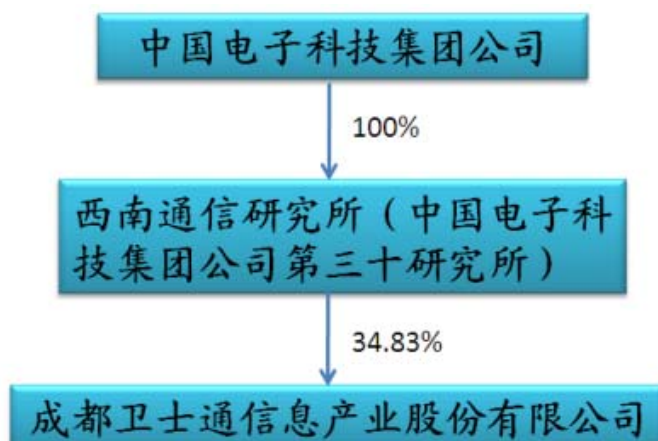 中国电子科技集团公司
100%
西南通信研究所（中国电子科
技集团公司第三十研究所）
34.83%
成都卫士通信息产业股份有限公司